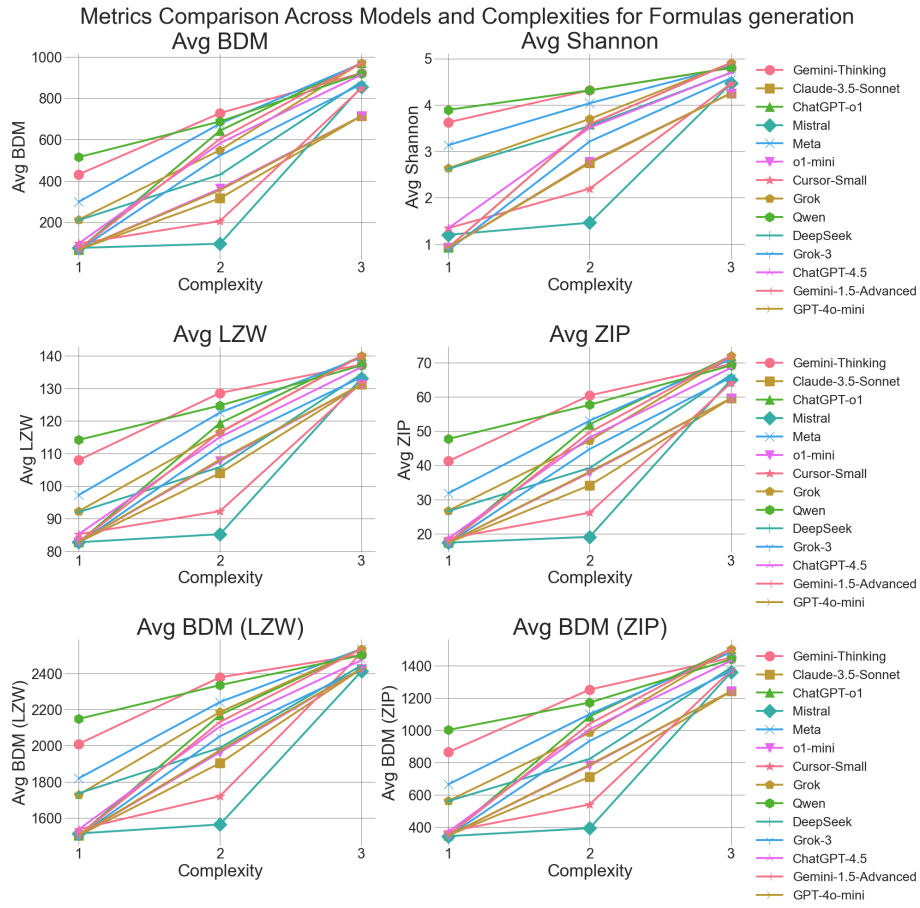 Metrics Comparison Across Models and Complexities for Formulas generation
Avg BDM
Avg BDM
1000
800
600
400
200
1
2
3
Complexity
Avg Shannon
Avg Shannon
5
4
3
2
1
1
2
3
Complexity
Gemini-Thinking
Claude-3.5-Sonnet
ChatGPT-o1
Mistral
Meta
o1-mini
Cursor-Small
Grok
Qwen
DeepSeek
Grok-3
ChatGPT-4.5
Gemini-1.5-Advanced
GPT-4o-mini
Avg LZW
Avg LZW
140
130
120
110
100
90
80
1
2
3
Complexity
Avg ZIP
Avg ZIP
70
60
50
40
30
20
1
2
3
Complexity
Gemini-Thinking
Claude-3.5-Sonnet
ChatGPT-o1
Mistral
Meta
o1-mini
Cursor-Small
Grok
Qwen
DeepSeek
Grok-3
ChatGPT-4.5
Gemini-1.5-Advanced
GPT-4o-mini
Avg BDM (LZW)
Avg BDM (LZW)
2400
2200
2000
1800
1600
1
2
3
Complexity
Avg BDM (ZIP)
Avg BDM (ZIP)
1400
1200
1000
800
600
400
1
2
3
Complexity
Gemini-Thinking
Claude-3.5-Sonnet
ChatGPT-o1
Mistral
Meta
o1-mini
Cursor-Small
Grok
Qwen
DeepSeek
Grok-3
ChatGPT-4.5
Gemini-1.5-Advanced
GPT-4o-mini